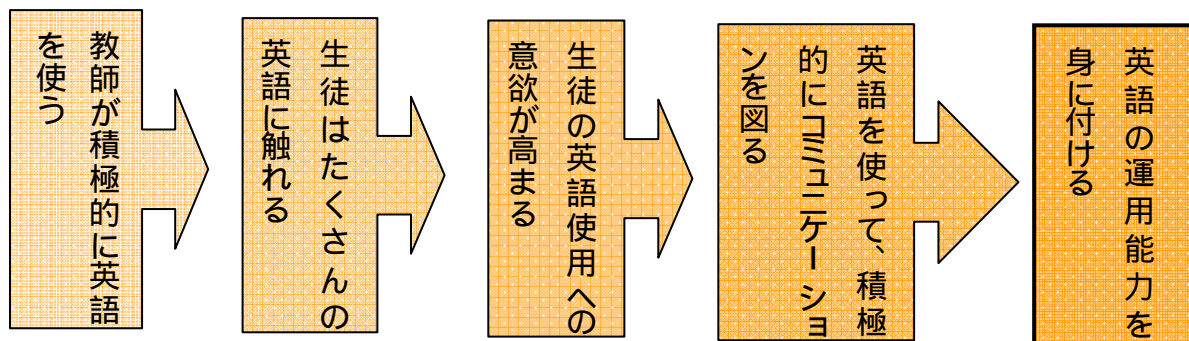 教師が積極的に英語
を使う
生徒はたくさんの
英語に触れる
生徒の英語使用への
意欲が高まる
英語を使って、積極
的にコミュニケーショ
ンを図る
英語の運用能力を
身に付ける